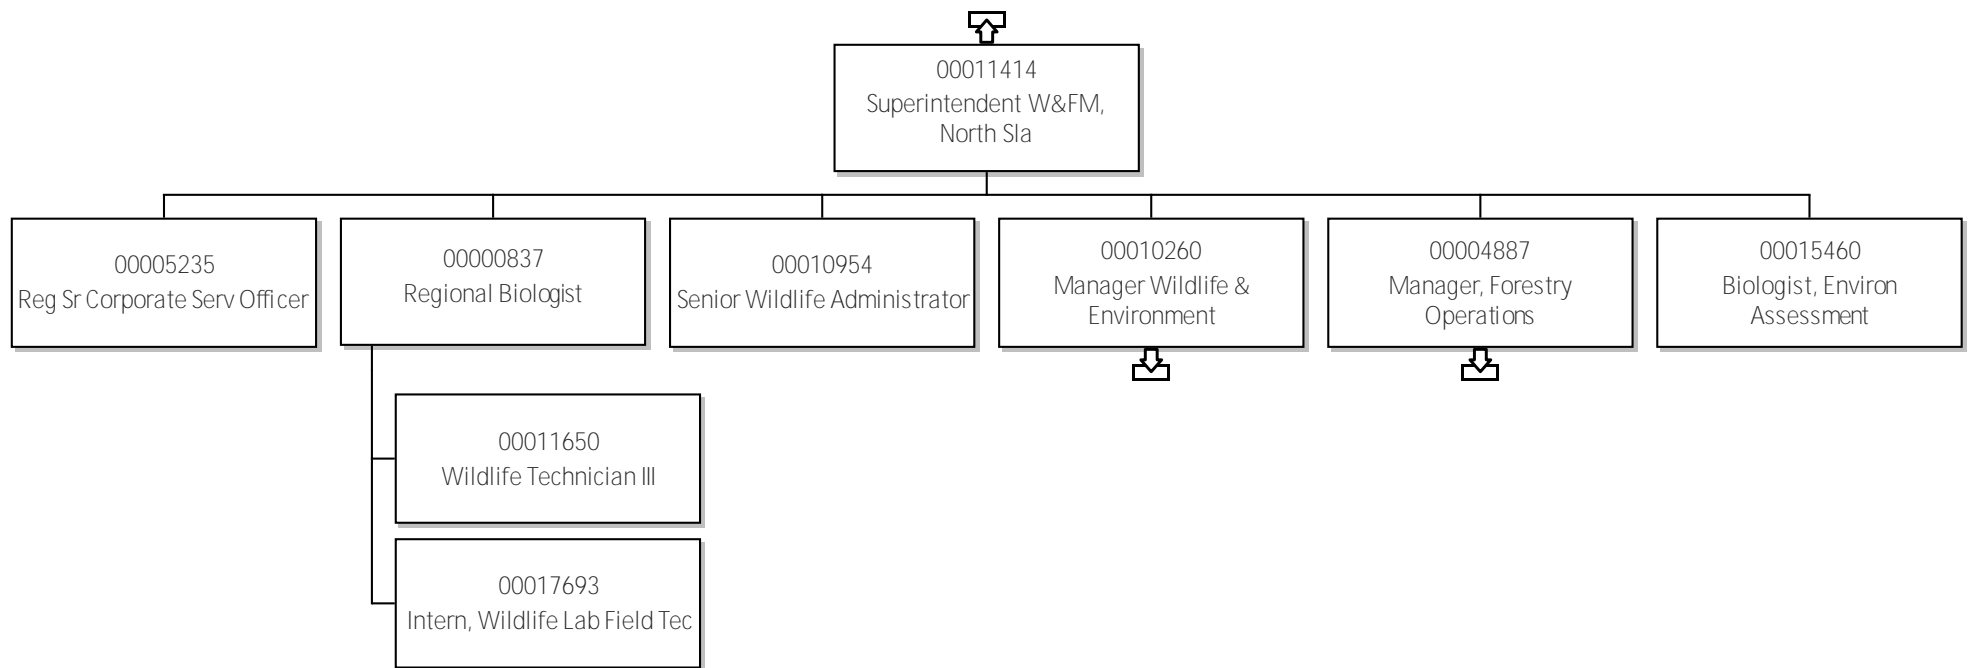 00011414
Superintendent W&FM,
North Sla
00005235
Reg Sr Corporate Serv Officer
00000837
Regional Biologist
00010954
Senior Wildlife Administrator
00010260
Manager Wildlife &
Environment
00004887
Manager, Forestry
Operations
00015460
Biologist, Environ
Assessment
00011650
Wildlife Technician III
00017693
Intern, Wildlife Lab Field Tec